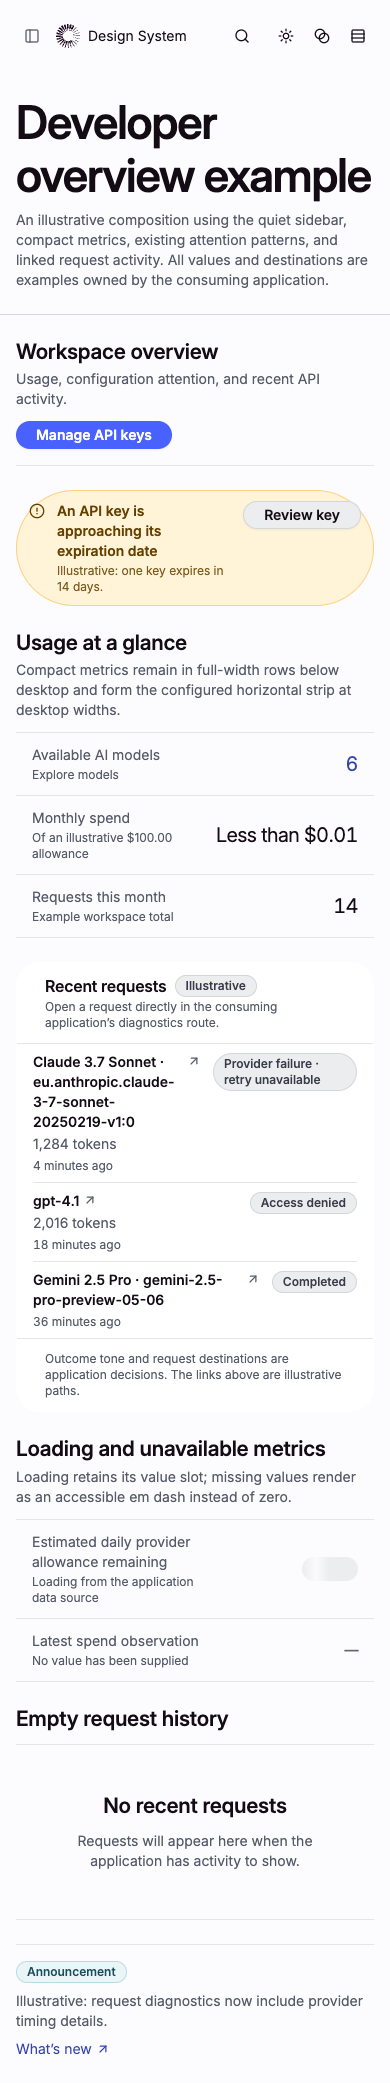 Design System
Developer
overview example
An illustrative composition using the quiet sidebar,
compact metrics, existing attention patterns, and
linked request activity. All values and destinations are
examples owned by the consuming application.
Workspace overview
Usage, configuration attention, and recent API
activity.
Manage API keys
An API key is
approaching its
expiration date
Illustrative: one key expires in
14 days.
Review key
Usage at a glance
Compact metrics remain in full-width rows below
desktop and form the configured horizontal strip at
desktop widths.
Available AI models
Explore models
6
Monthly spend
Of an illustrative $100.00
allowance
Less than $0.01
Requests this month
Example workspace total
14
Recent requests
Illustrative
Open a request directly in the consuming
application’s diagnostics route.
Claude 3.7 Sonnet ·
eu.anthropic.claude-
3-7-sonnet-
20250219-v1:0
1,284 tokens
4 minutes ago
Provider failure ·
retry unavailable
gpt-4.1
2,016 tokens
18 minutes ago
Access denied
Gemini 2.5 Pro · gemini-2.5-
pro-preview-05-06
36 minutes ago
Completed
Outcome tone and request destinations are
application decisions. The links above are illustrative
paths.
Loading and unavailable metrics
Loading retains its value slot; missing values render
as an accessible em dash instead of zero.
Estimated daily provider
allowance remaining
Loading from the application
data source
Latest spend observation
No value has been supplied
—
Empty request history
No recent requests
Requests will appear here when the
application has activity to show.
Announcement
Illustrative: request diagnostics now include provider
timing details.
What’s new